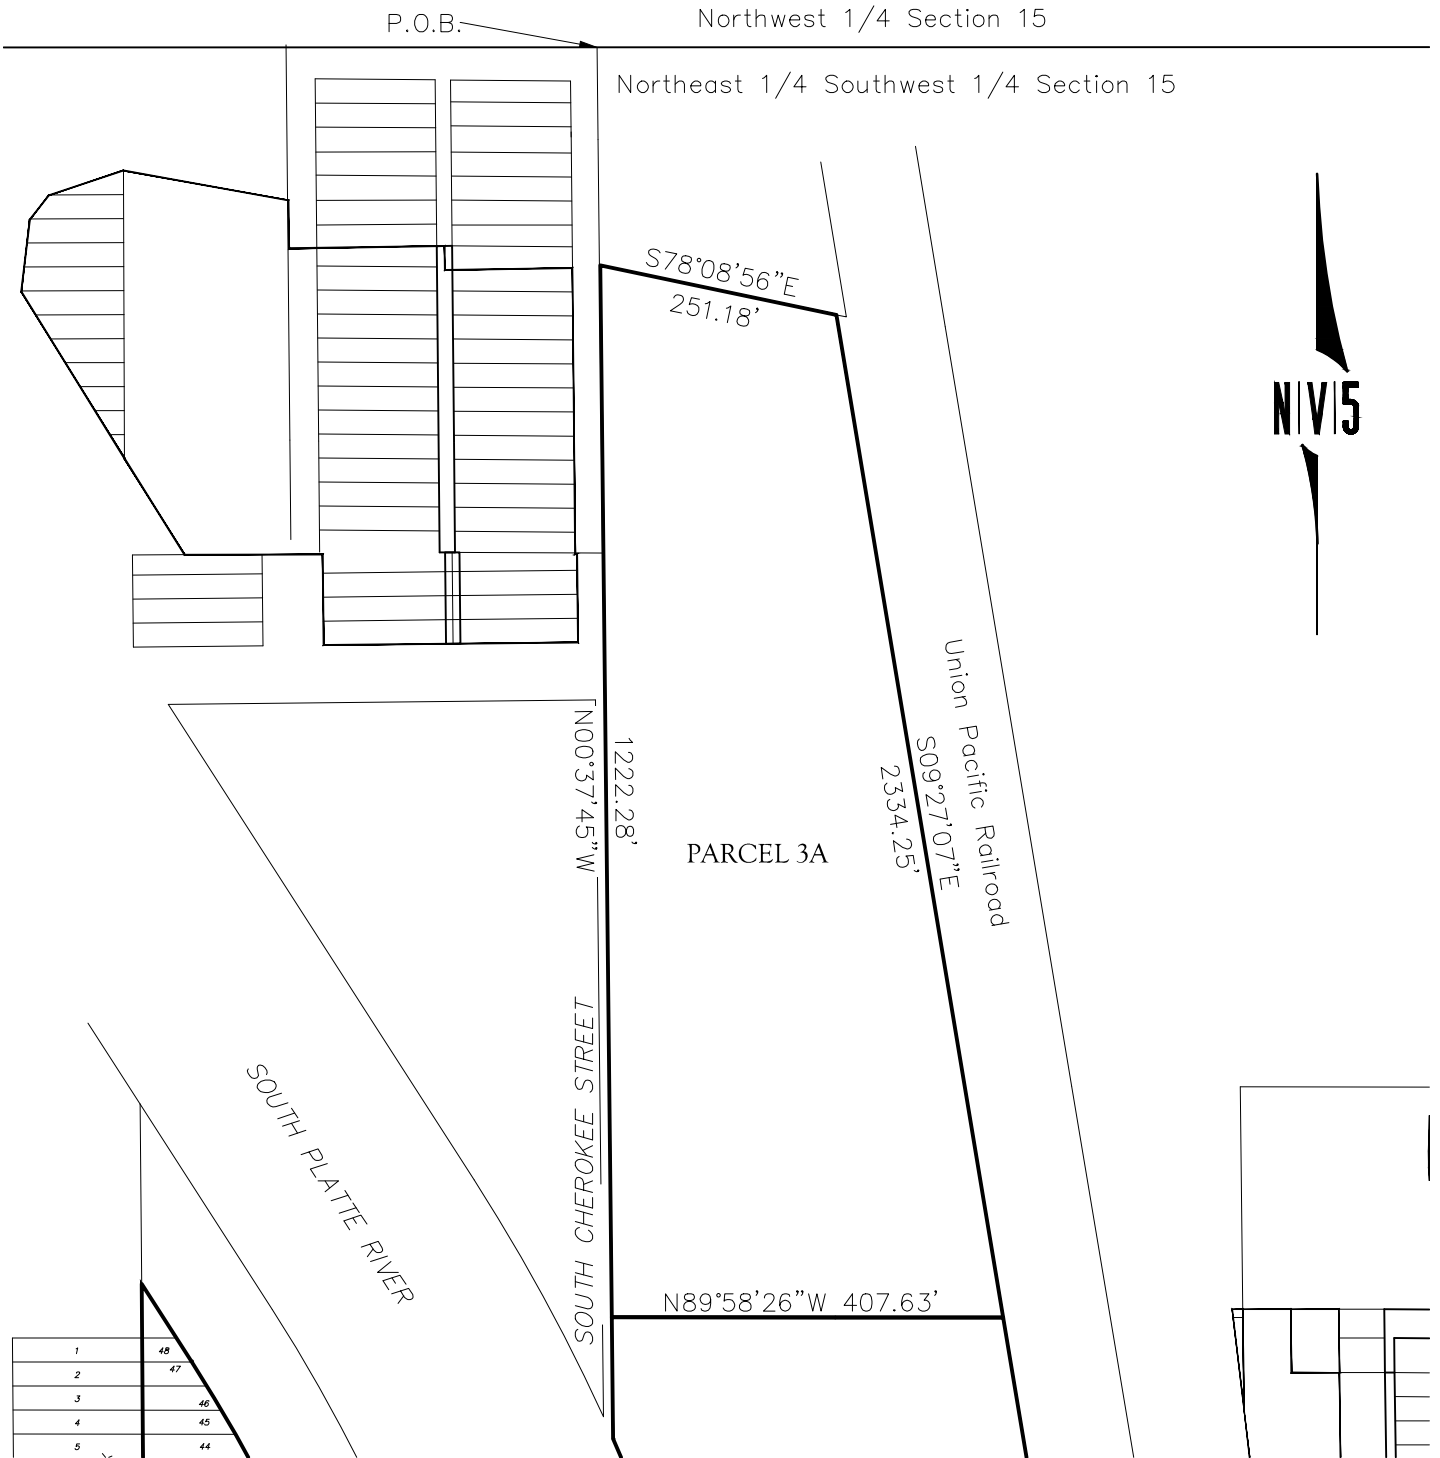 P.O.B.
Northwest 1/4 Section 15
Northeast 1/4 Southwest 1/4 Section 15
S78°08'56"E
251.18'
N|V|5
Union Pacific Railroad
S09°27'07"E
2334.25'
1222.28'
N00°37'45"W
PARCEL 3A
SOUTH CHEROKEE STREET
SOUTH PLATTE RIVER
N89°58'26"W 407.63'
1
48
2
47
3
46
4
45
5
44